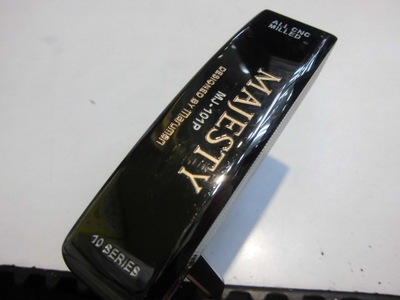 ALL CNC
MILLED
MAJESTY
MJ-101P
DESIGNED BY maruman
10 SERIES